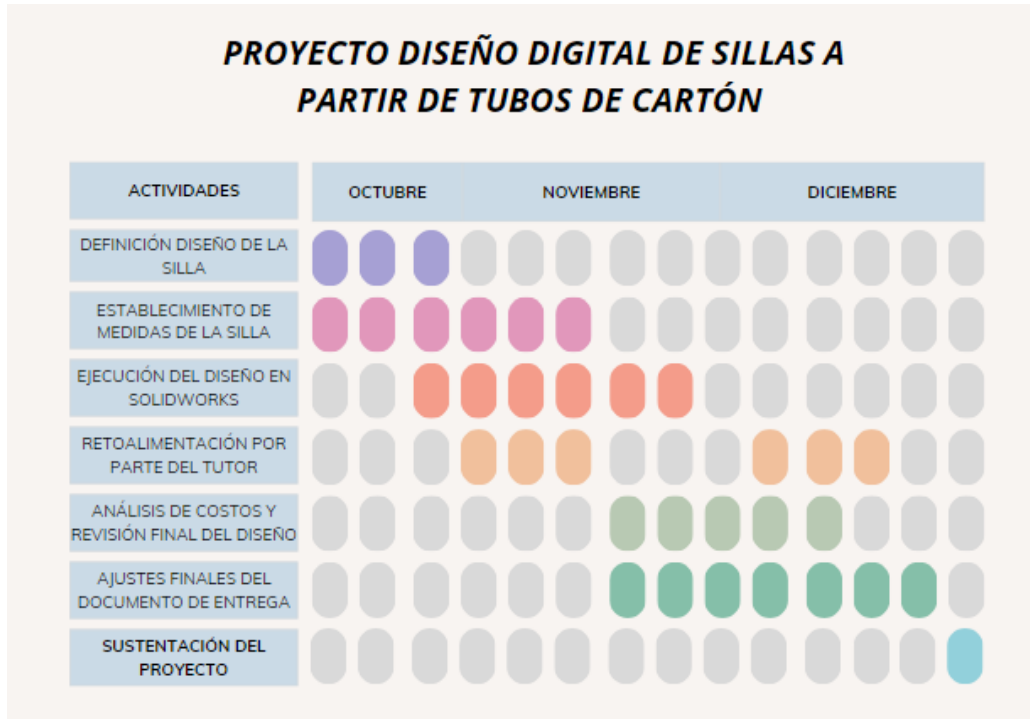 PROYECTO DISEÑO DIGITAL DE SILLAS A
PARTIR DE TUBOS DE CARTÓN
ACTIVIDADES
OCTUBRE
NOVIEMBRE
DICIEMBRE
DEFINICIÓN DISEÑO DE LA
SILLA
ESTABLECIMIENTO DE
MEDIDAS DE LA SILLA
EJECUCIÓN DEL DISEÑO EN
SOLIDWORKS
RETOALIMENTACIÓN POR
PARTE DEL TUTOR
ANÁLISIS DE COSTOS Y
REVISIÓN FINAL DEL DISEÑO
AJUSTES FINALES DEL
DOCUMENTO DE ENTREGA
SUSTENTACIÓN DEL
PROYECTO